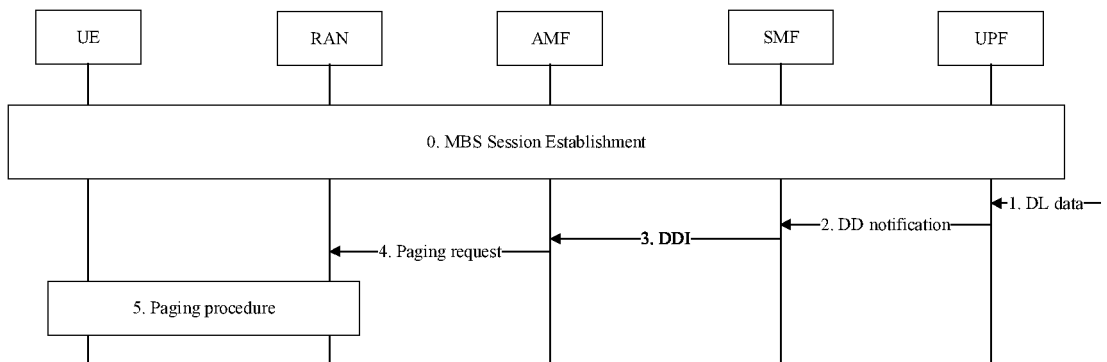 UE
RAN
AMF
SMF
UPF
0. MBS Session Establishment
1. DL data
2. DD notification
3. DDI
4. Paging request
5. Paging procedure